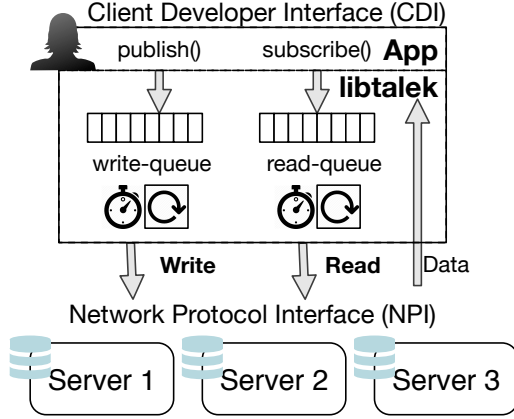 Client Developer Interface (CDI)
publish() subscribe() App
libtalek
write-queue read-queue
Write Read Data
Network Protocol Interface (NPI)
Server 1 Server 2 Server 3